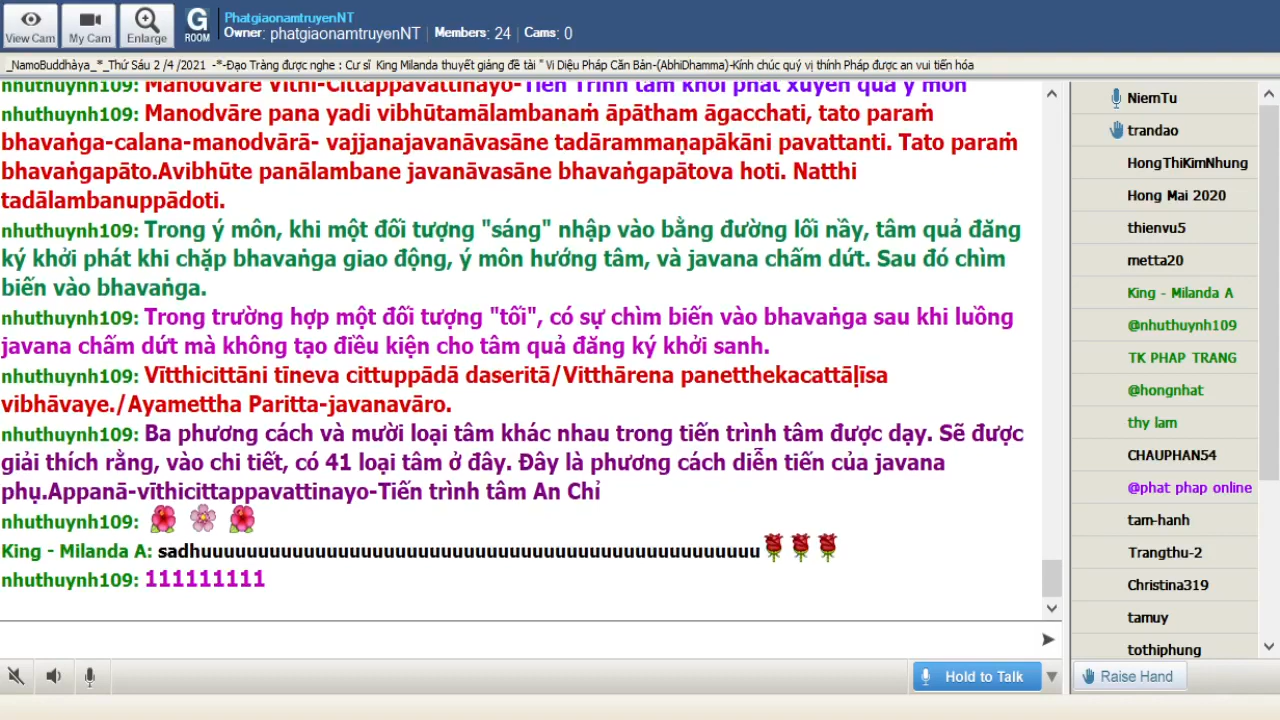 PhatgiaonamtruyenNT
Owner: phatgiaonamtruyenNT | Members: 24 | Cams: 0
View Cam
My Cam
Enlarge
G
ROOM
_NamoBuddhàya_*_Thứ Sáu 2 /4 /2021 -*-Đạo Tràng được nghe : Cư sĩ King Milanda thuyết giảng đề tài " Vi Diệu Pháp Căn Bản-(AbhiDhamma)-Kính chúc quý vị thính Pháp được an vui tiến hóa
nhuthuynh109: Manodvāre Vīthi-Cittappavattinayo-Tiến Trình tâm khởi phát xuyên qua ý môn
nhuthuynh109: Manodvāre pana yadi vibhūtamālambanaṁ āpātham āgacchati, tato paraṁ
bhavaṅga-calana-manodvārā- vajjanajavanāvasāne tadārammaṇapākāni pavattanti. Tato paraṁ
bhavaṅgapāto.Avibhūte panālambane javanāvasāne bhavaṅgapātova hoti. Natthi
tadālambanuppādoti.
nhuthuynh109: Trong ý môn, khi một đối tượng "sáng" nhập vào bằng đường lối nầy, tâm quả đăng
ký khởi phát khi chặp bhavaṅga giao động, ý môn hướng tâm, và javana chấm dứt. Sau đó chìm
biến vào bhavaṅga.
nhuthuynh109: Trong trường hợp một đối tượng "tối", có sự chìm biến vào bhavaṅga sau khi luồng
javana chấm dứt mà không tạo điều kiện cho tâm quả đăng ký khởi sanh.
nhuthuynh109: Vītthicittāni tīneva cittuppādā daseritā/Vitthārena panetthekacattāḷīsa
vibhāvaye./Ayamettha Paritta-javanavāro.
nhuthuynh109: Ba phương cách và mười loại tâm khác nhau trong tiến trình tâm được dạy. Sẽ được
giải thích rằng, vào chi tiết, có 41 loại tâm ở đây. Đây là phương cách diễn tiến của javana
phụ.Appanā-vīthicittappavattinayo-Tiến trình tâm An Chỉ
nhuthuynh109:
King - Milanda A: sadhuuuuuuuuuuuuuuuuuuuuuuuuuuuuuuuuuuuuuuuuuuuuuuuuu
nhuthuynh109: 111111111
Hold to Talk
NiemTu
trandao
HongThiKimNhung
Hong Mai 2020
thienvu5
metta20
King - Milanda A
@nhuthuynh109
TK PHAP TRANG
@hongnhat
thy lam
CHAUPHAN54
@phat phap online
tam-hanh
Trangthu-2
Christina319
tamuy
tothiphung
Raise Hand